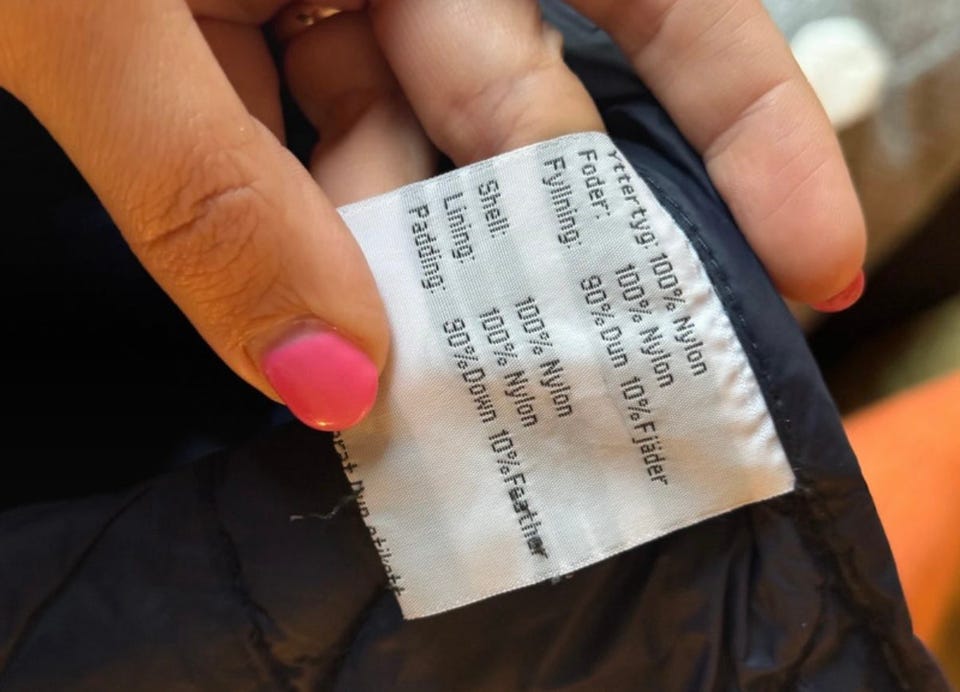 Yttertyg: 100% Nylon
Foder: 100% Nylon
Fyllning: 90%Dun 10%Fjäder
Shell: 100% Nylon
Lining: 100% Nylon
Padding: 90%Down 10%Feather